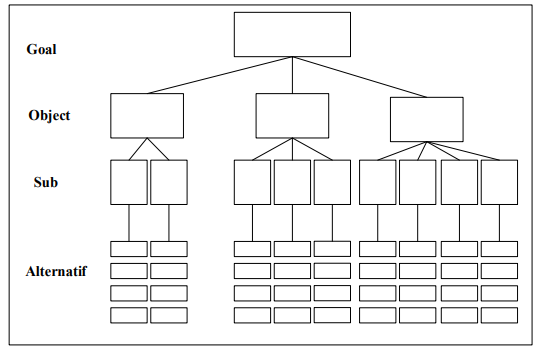 Goal
Object
Sub
Alternatif